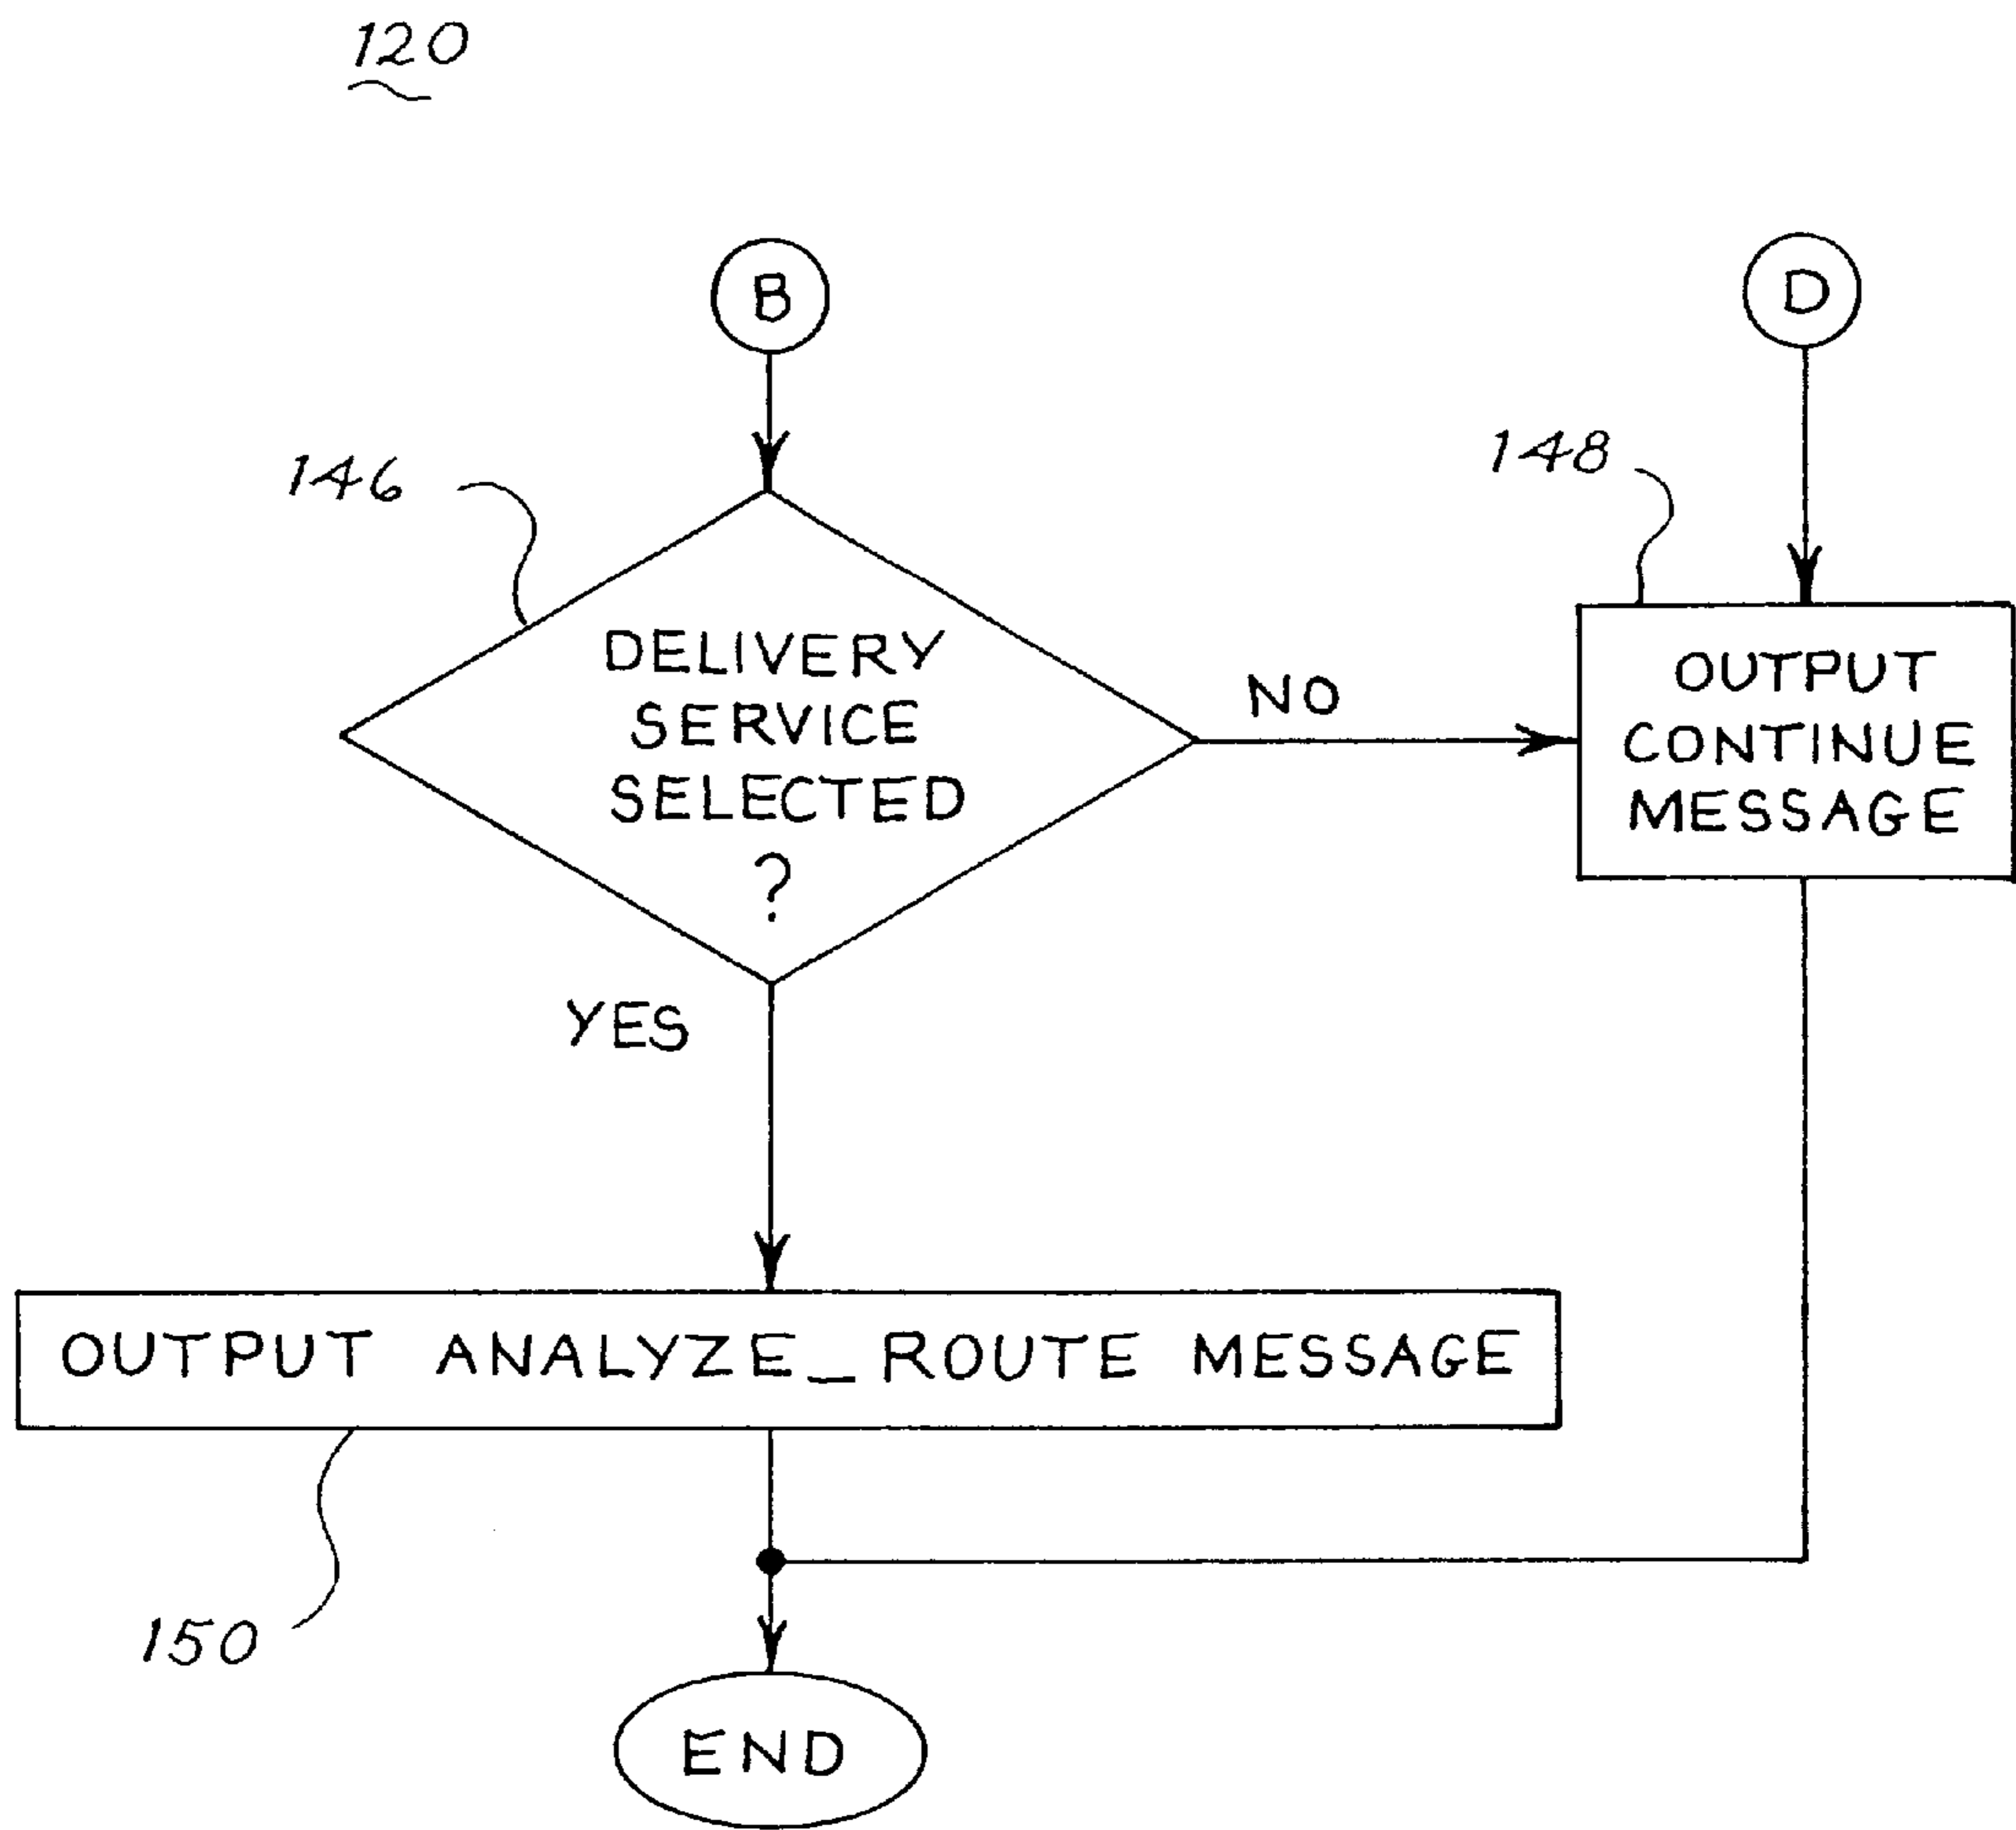 120
B
D
146
148
DELIVERY
SERVICE
SELECTED
?
NO
OUTPUT
CONTINUE
MESSAGE
YES
OUTPUT ANALYZE_ROUTE MESSAGE
150
END